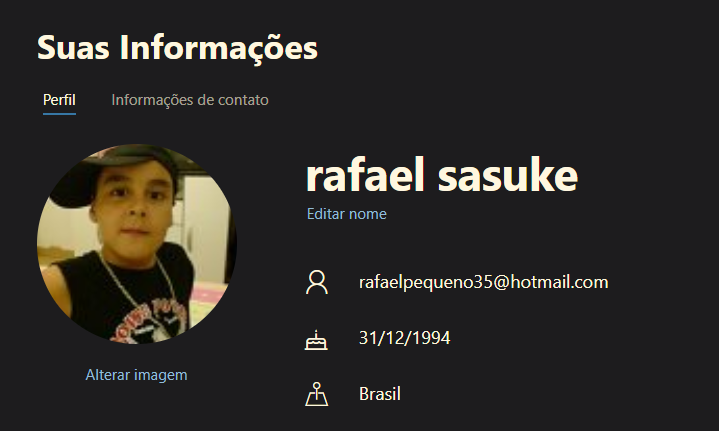 Suas Informações
Perfil
Informações de contato
rafael sasuke
Editar nome
rafaelpequeno35@hotmail.com
31/12/1994
Alterar imagem
Brasil